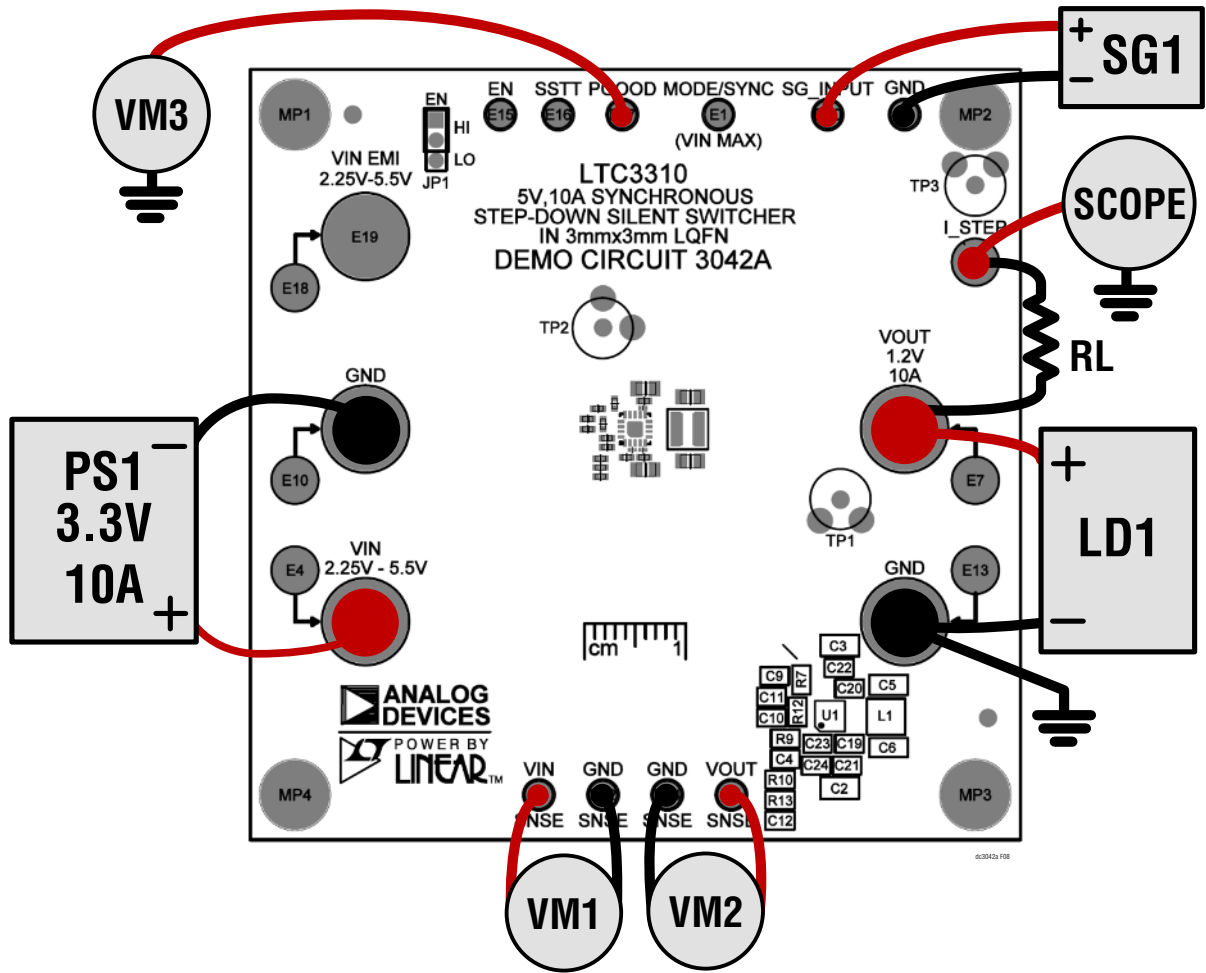 +
SG1
−
VM3
EN
SSTT
PGOOD
MODE/SYNC
SG_INPUT
GND
E15
E16
E1
(VIN MAX)
MP1
MP2
EN
HI
LO
JP1
VIN EMI
2.25V-5.5V
E19
E18
LTC3310
5V,10A SYNCHRONOUS
STEP-DOWN SILENT SWITCHER
IN 3mmx3mm LQFN
DEMO CIRCUIT 3042A
TP3
I_STEP
SCOPE
TP2
VOUT
1.2V
10A
RL
GND
E10
PS1
3.3V
10A
−
+
E4
VIN
2.25V - 5.5V
E7
TP1
+
LD1
−
GND
E13
cm 1
ANALOG
DEVICES
POWER BY
LINEAR™
C3
C22
C20
C5
C9
R7
C11
R12
C10
U1
L1
R9
C23
C19
C6
C4
C24
C21
R10
C2
R13
C12
MP4
MP3
VIN
GND
GND
VOUT
SNSE
SNSE
SNSE
SNSE
VM1
VM2
dc3042a F08